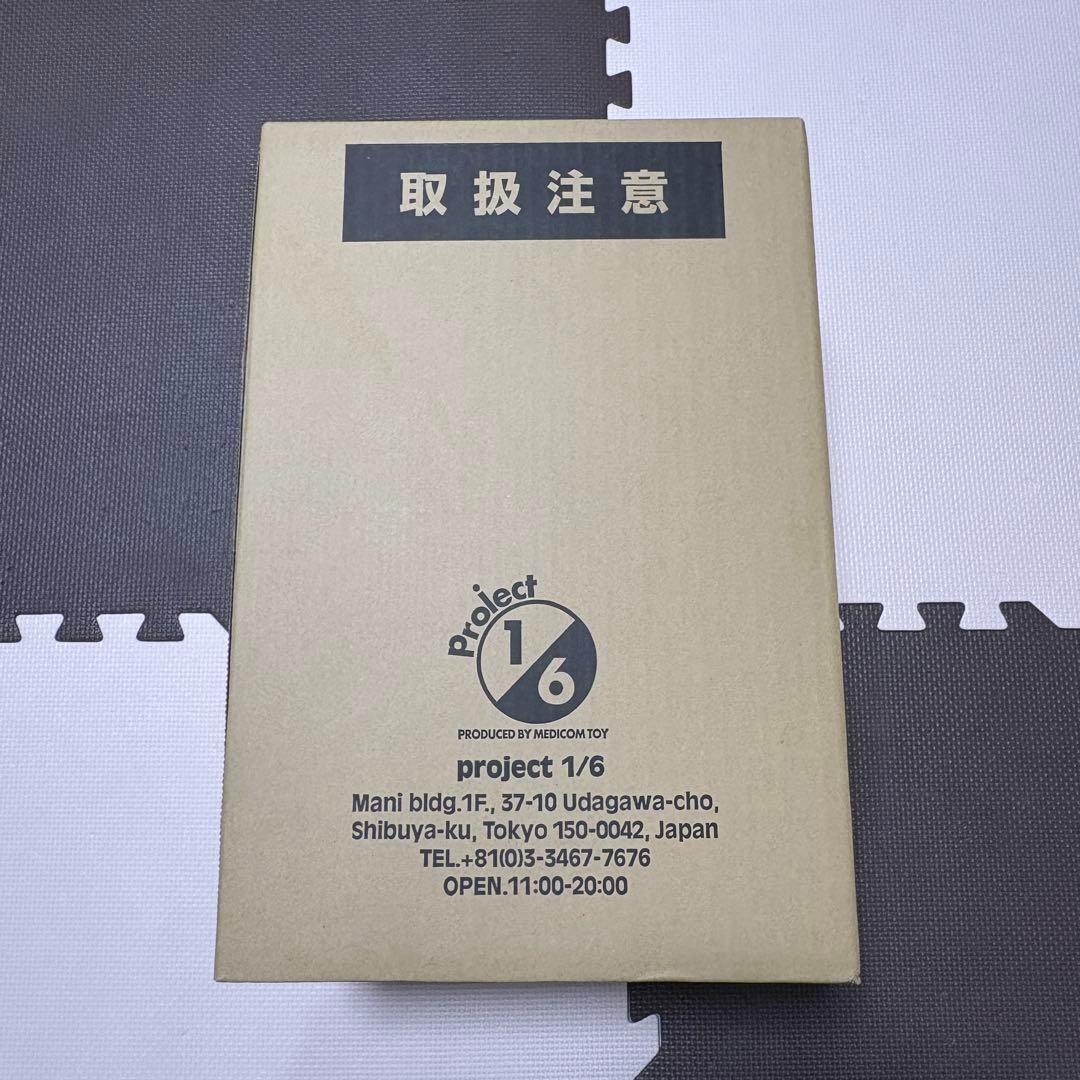 取扱注意
Project
1/6
PRODUCED BY MEDICOM TOY
project 1/6
Mani bldg.1F., 37-10 Udagawa-cho,
Shibuya-ku, Tokyo 150-0042, Japan
TEL.+81(0)3-3467-7676
OPEN.11:00-20:00